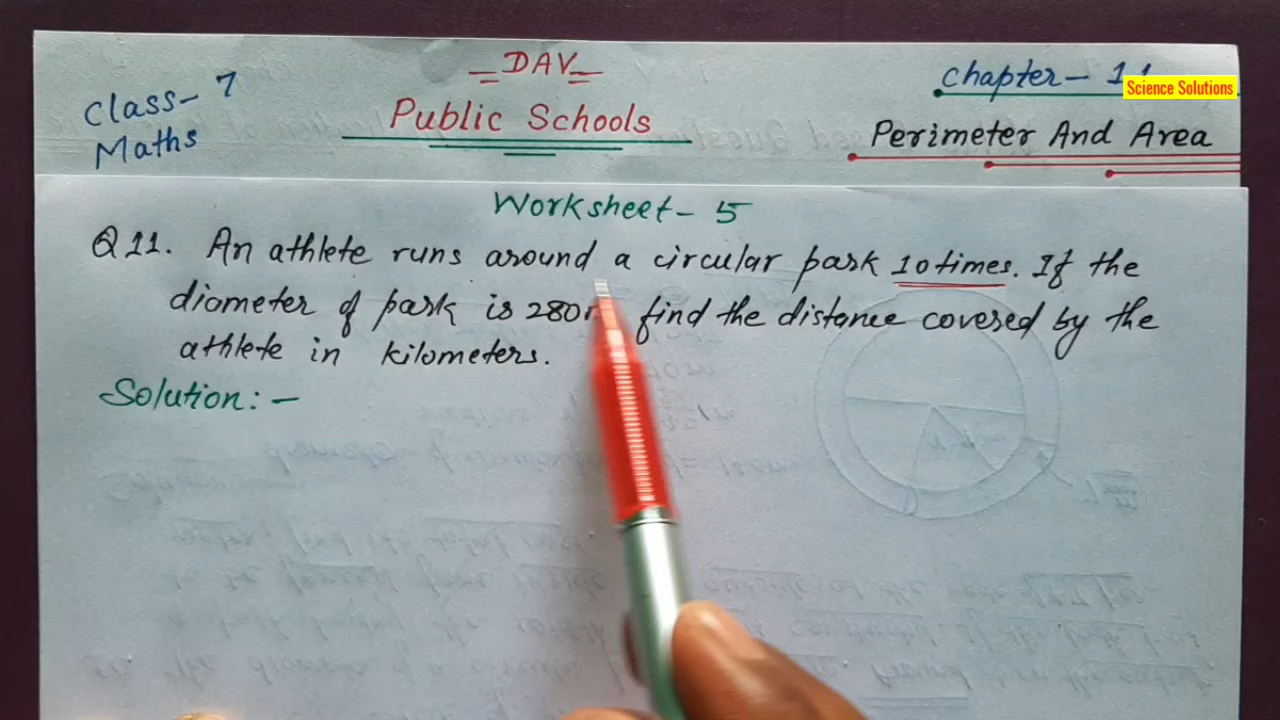 Class- 7
Maths
DAV
Public Schools
Chapter-
Science Solutions
Perimeter And Area
Worksheet- 5
Q11. An athlete runs around a circular park 10 times. If the
diameter of park is 280 find the distance covered by the
athlete in kilometers.
Solution:-